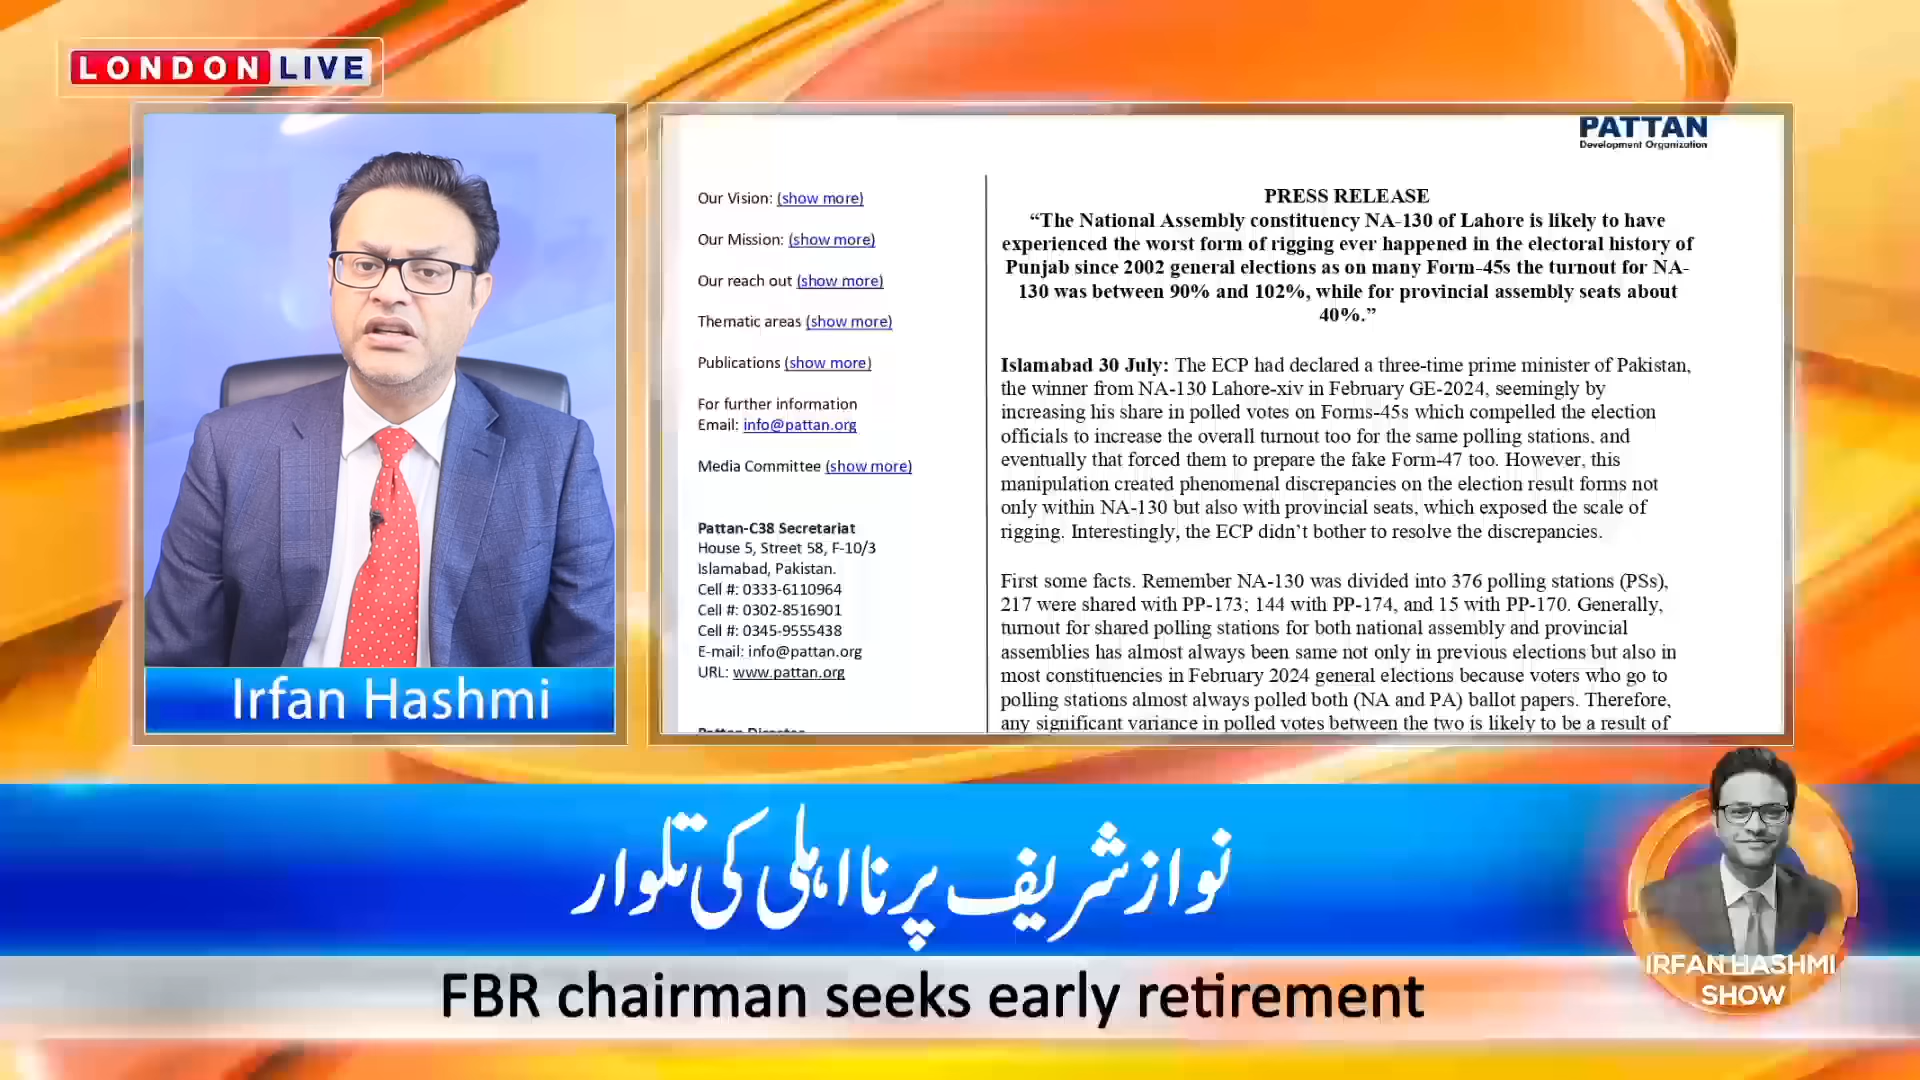 LONDON LIVE
PATTAN
Development Organization
Our Vision: (show more)
Our Mission: (show more)
Our reach out (show more)
Thematic areas (show more)
Publications (show more)
For further information
Email: info@pattan.org
Media Committee (show more)
Pattan-C38 Secretariat
House 5, Street 58, F-10/3
Islamabad, Pakistan.
Cell #: 0333-6110964
Cell #: 0302-8516901
Cell #: 0345-9555438
E-mail: info@pattan.org
URL: www.pattan.org
Pattan Director
PRESS RELEASE
“The National Assembly constituency NA-130 of Lahore is likely to have
experienced the worst form of rigging ever happened in the electoral history of
Punjab since 2002 general elections as on many Form-45s the turnout for NA-
130 was between 90% and 102%, while for provincial assembly seats about
40%.”
Islamabad 30 July: The ECP had declared a three-time prime minister of Pakistan,
the winner from NA-130 Lahore-xiv in February GE-2024, seemingly by
increasing his share in polled votes on Forms-45s which compelled the election
officials to increase the overall turnout too for the same polling stations, and
eventually that forced them to prepare the fake Form-47 too. However, this
manipulation created phenomenal discrepancies on the election result forms not
only within NA-130 but also with provincial seats, which exposed the scale of
rigging. Interestingly, the ECP didn’t bother to resolve the discrepancies.
First some facts. Remember NA-130 was divided into 376 polling stations (PSs),
217 were shared with PP-173; 144 with PP-174, and 15 with PP-170. Generally,
turnout for shared polling stations for both national assembly and provincial
assemblies has almost always been same not only in previous elections but also in
most constituencies in February 2024 general elections because voters who go to
polling stations almost always polled both (NA and PA) ballot papers. Therefore,
any significant variance in polled votes between the two is likely to be a result of
Irfan Hashmi
نواز شریف پر نااہلی کی تلوار
FBR chairman seeks early retirement
IRFAN HASHMI
SHOW